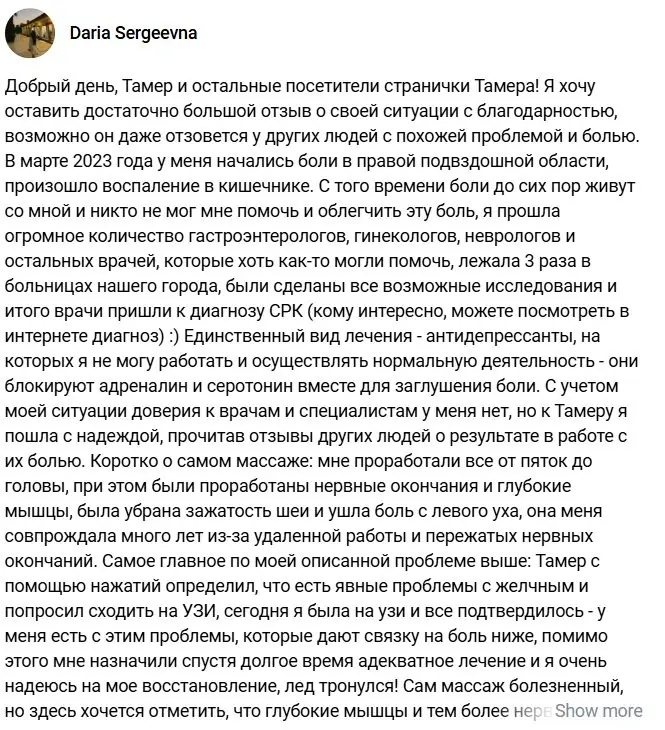 Daria Sergeevna
Добрый день, Тамер и остальные посетители странички Тамера! Я хочу
оставить достаточно большой отзыв о своей ситуации с благодарностью,
возможно он даже отзовется у других людей с похожей проблемой и болью.
В марте 2023 года у меня начались боли в правой подвздошной области,
произошло воспаление в кишечнике. С того времени боли до сих пор живут
со мной и никто не мог мне помочь и облегчить эту боль, я прошла
огромное количество гастроэнтерологов, гинекологов, неврологов и
остальных врачей, которые хоть как-то могли помочь, лежала 3 раза в
больницах нашего города, были сделаны все возможные исследования и
итого врачи пришли к диагнозу СРК (кому интересно, можете посмотреть в
интернете диагноз) :) Единственный вид лечения - антидепрессанты, на
которых я не могу работать и осуществлять нормальную деятельность - они
блокируют адреналин и серотонин вместе для заглушения боли. С учетом
моей ситуации доверия к врачам и специалистам у меня нет, но к Тамеру я
пошла с надеждой, прочитав отзывы других людей о результате в работе с
их болью. Коротко о самом массаже: мне проработали все от пяток до
головы, при этом были проработаны нервные окончания и глубокие
мышцы, была убрана зажатость шеи и ушла боль с левого уха, она меня
совпрождала много лет из-за удаленной работы и пережатых нервных
окончаний. Самое главное по моей описанной проблеме выше: Тамер с
помощью нажатий определил, что есть явные проблемы с желчным и
попросил сходить на УЗИ, сегодня я была на узи и все подтвердилось - у
меня есть с этим проблемы, которые дают связку на боль ниже, помимо
этого мне назначили спустя долгое время адекватное лечение и я очень
надеюсь на мое восстановление, лед тронулся! Сам массаж болезненный,
но здесь хочется отметить, что глубокие мышцы и тем более Show more